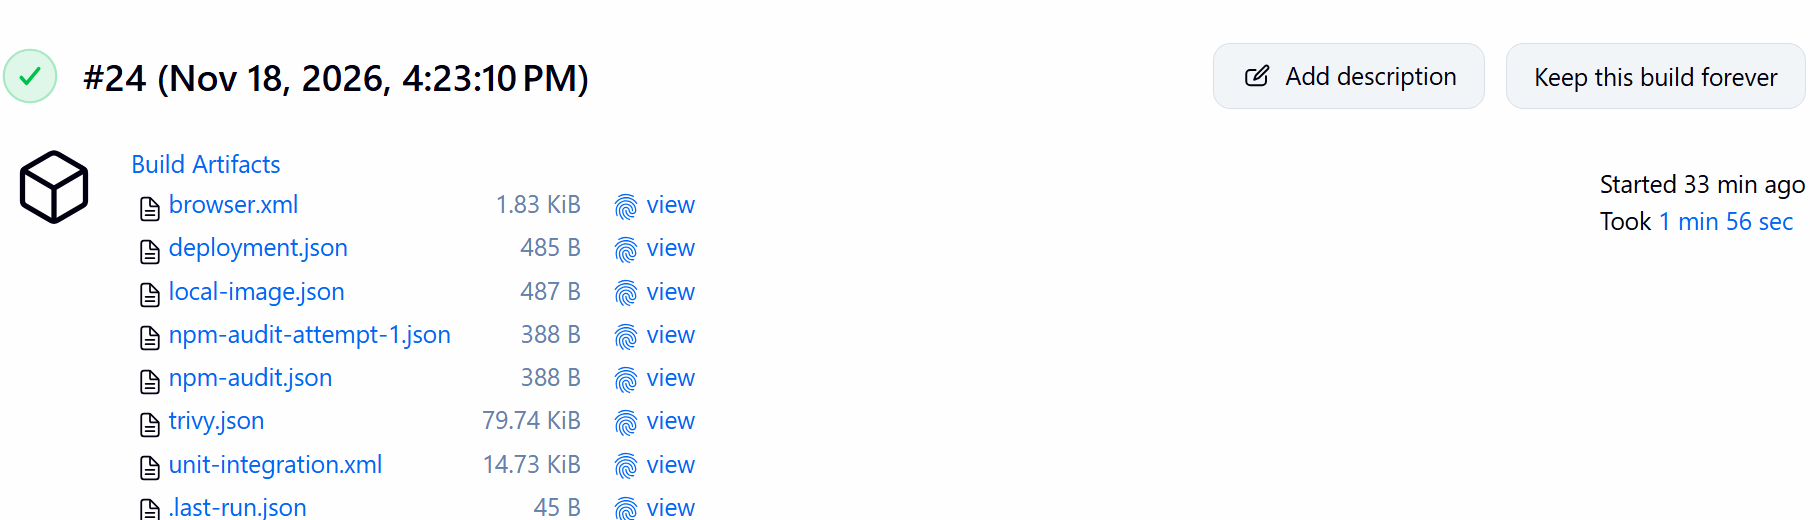 #24 (Nov 18, 2026, 4:23:10 PM)
Add description
Keep this build forever
Build Artifacts
browser.xml 1.83 KiB view
deployment.json 485 B view
local-image.json 487 B view
npm-audit-attempt-1.json 388 B view
npm-audit.json 388 B view
trivy.json 79.74 KiB view
unit-integration.xml 14.73 KiB view
.last-run.json 45 B view
Started 33 min ago
Took 1 min 56 sec